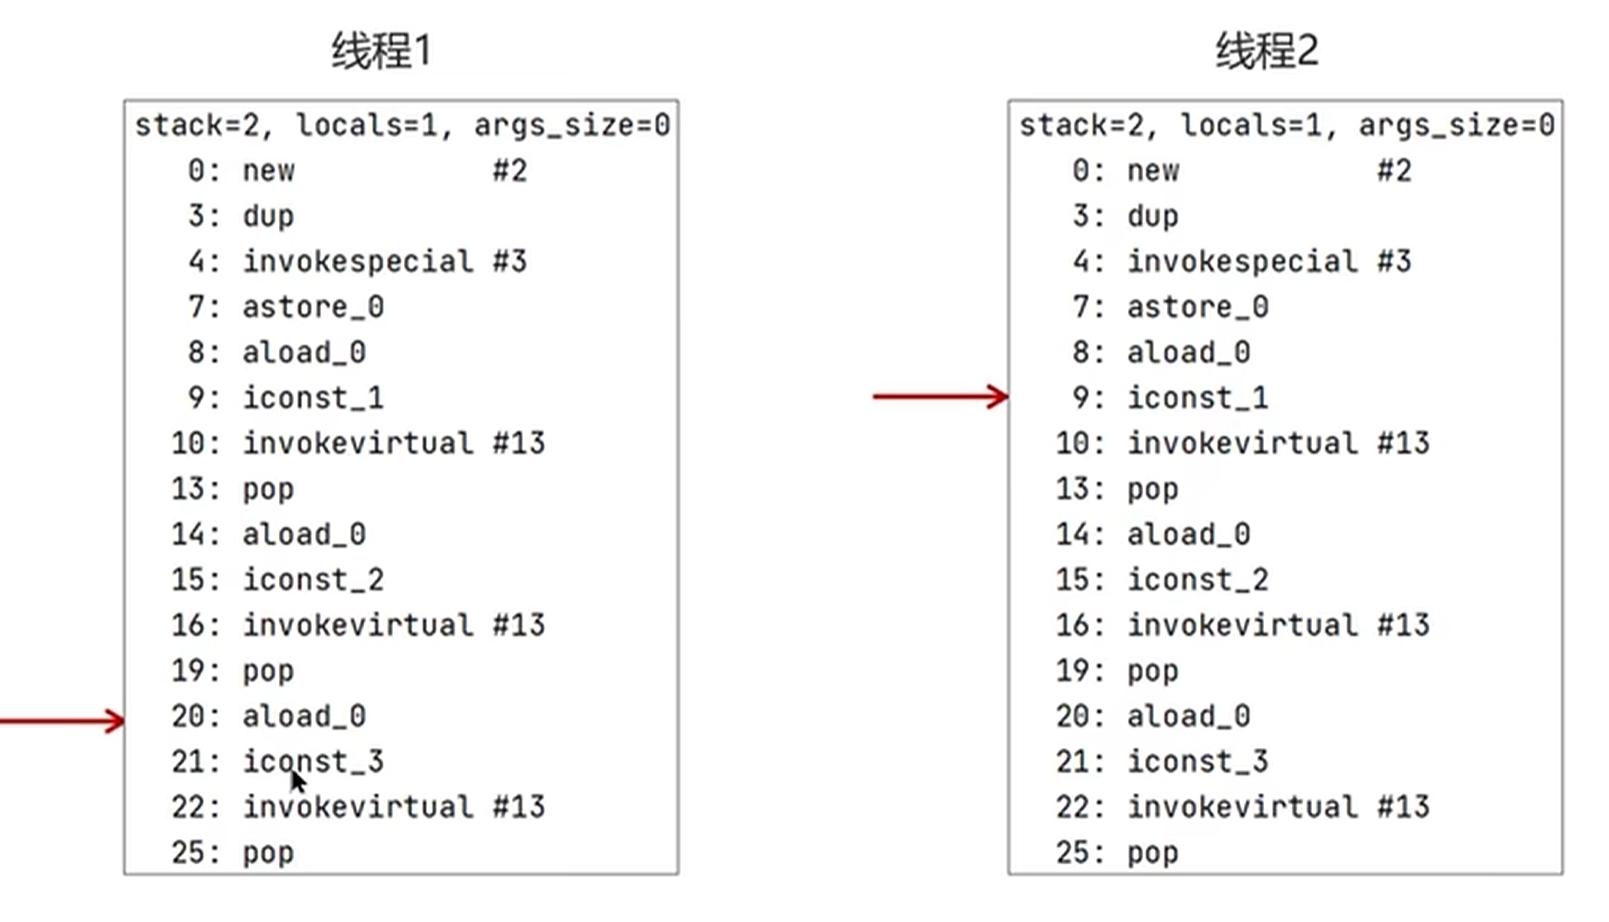 线程1
stack=2, locals=1, args_size=0
0: new #2
3: dup
4: invokespecial #3
7: astore_0
8: aload_0
9: iconst_1
10: invokevirtual #13
13: pop
14: aload_0
15: iconst_2
16: invokevirtual #13
19: pop
20: aload_0
21: iconst_3
22: invokevirtual #13
25: pop
线程2
stack=2, locals=1, args_size=0
0: new #2
3: dup
4: invokespecial #3
7: astore_0
8: aload_0
9: iconst_1
10: invokevirtual #13
13: pop
14: aload_0
15: iconst_2
16: invokevirtual #13
19: pop
20: aload_0
21: iconst_3
22: invokevirtual #13
25: pop